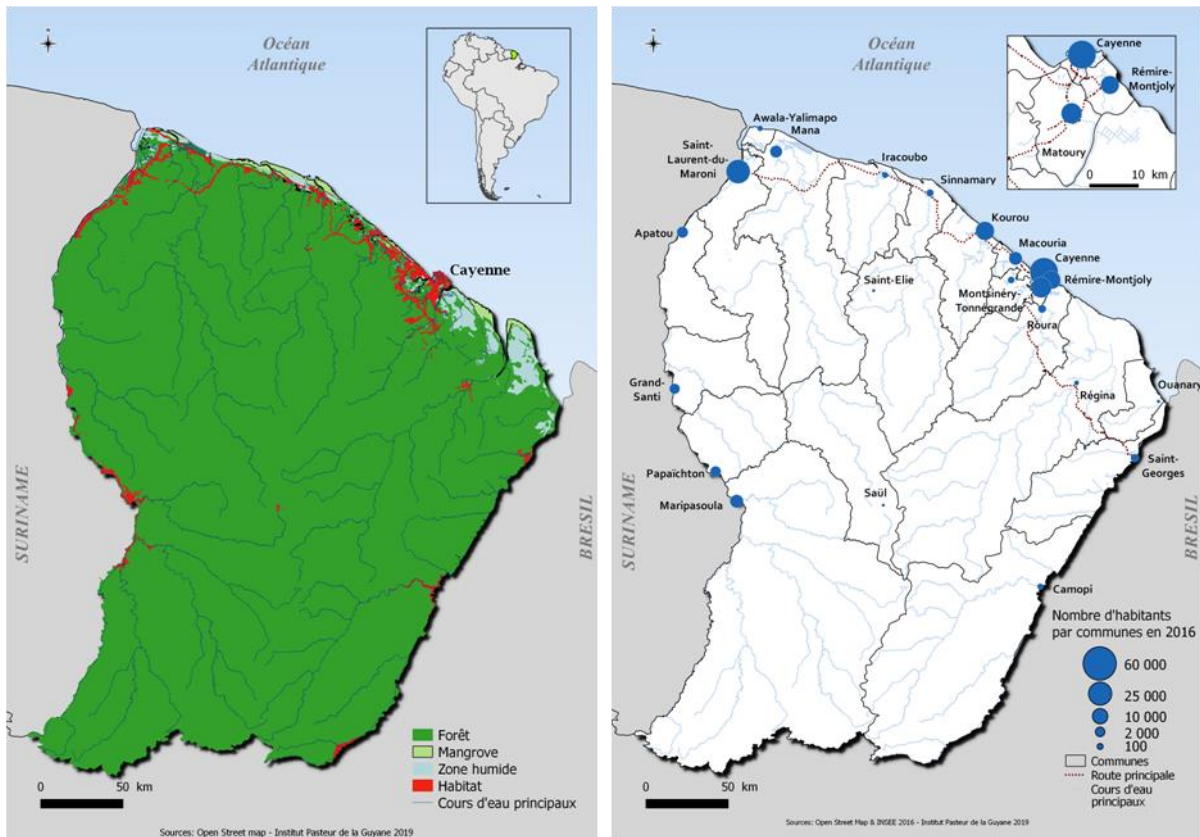 Océan
Atlantique
Cayenne
SURINAME
BRESIL
Forêt
Mangrove
Zone humide
Habitat
Cours d'eau principaux
0 50 km
Sources: Open Street map - Institut Pasteur de la Guyane 2019
Océan
Atlantique
Cayenne
Rémire-
Montjoly
Matoury
0 10 km
Awala-Yalimapo
Mana
Saint-
Laurent-du-
Maroni
Iracoubo
Sinnamary
Kourou
Apatou
Macouria
Cayenne
Saint-Elie
Rémire-Montjoly
Montsinéry-
Tonnégrande
Roura
Grand-
Santi
Régina
Ouanary
Papaïchton
Saint-
Georges
Maripasoula
Saül
SURINAME
BRESIL
Camopi
Nombre d'habitants
par communes en 2016
60 000
25 000
10 000
2 000
100
Communes
Route principale
Cours d'eau
principaux
0 50 km
Sources: Open Street Map & INSEE 2016 - Institut Pasteur de la Guyane 2019